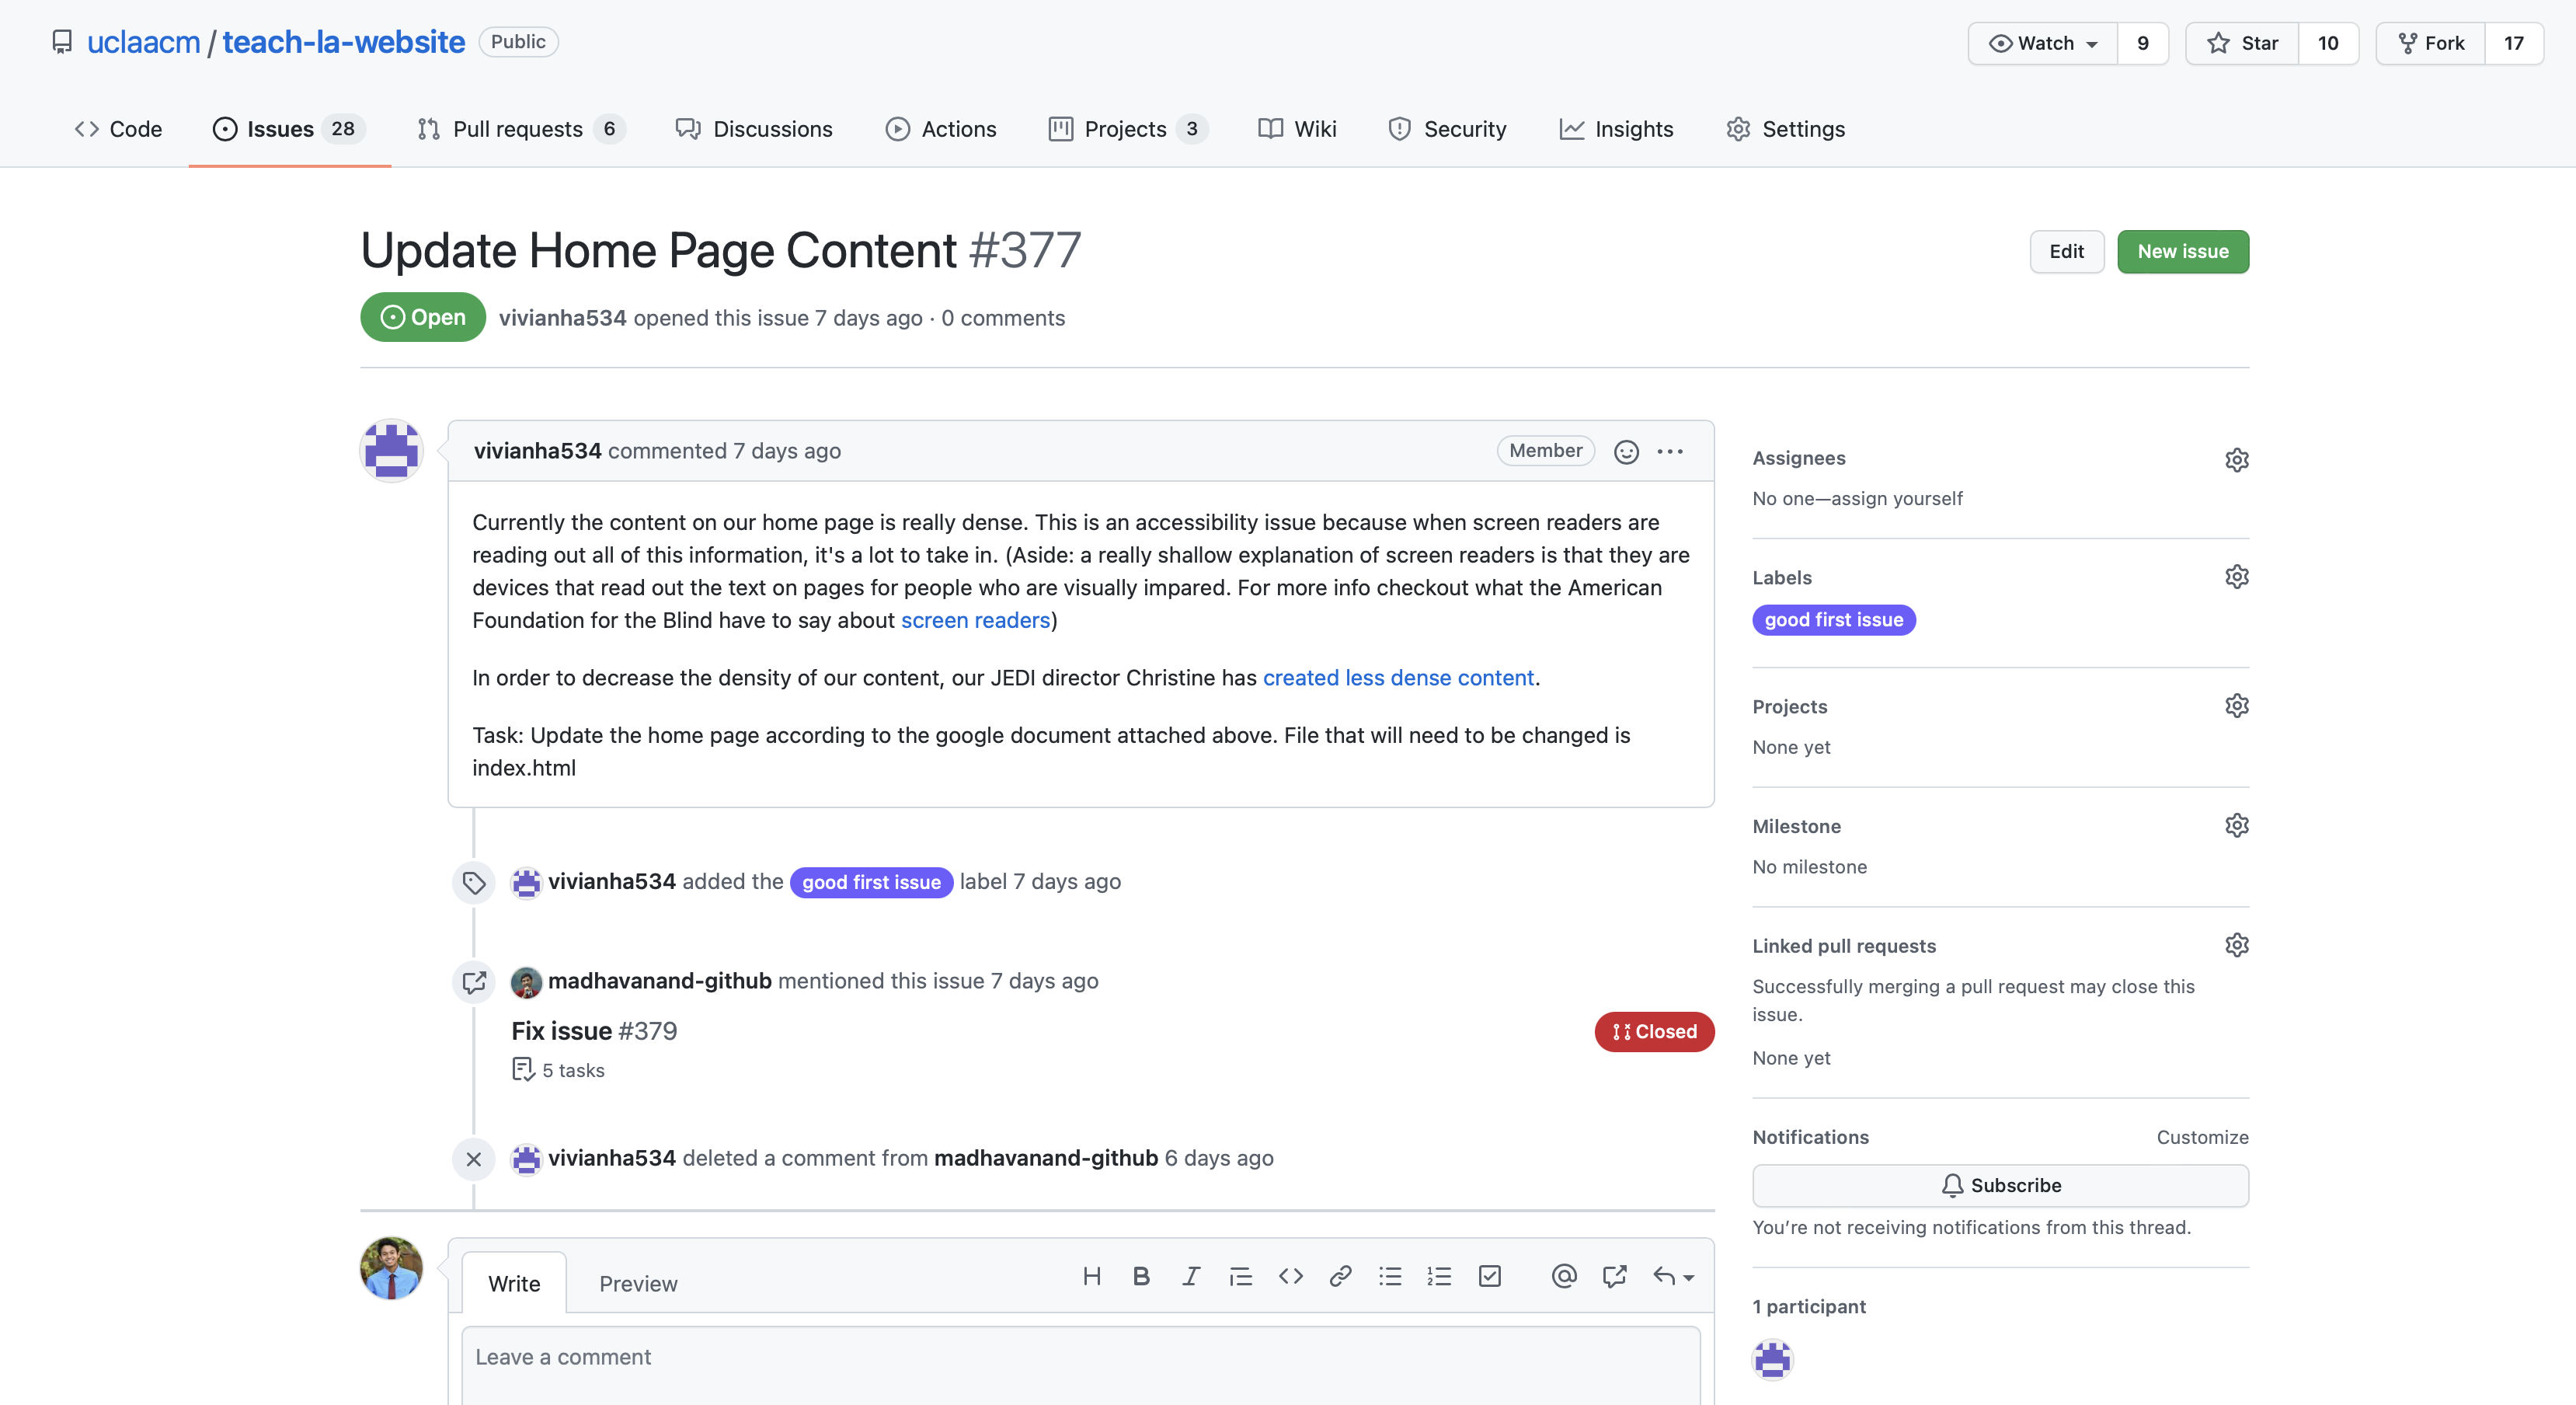 uclaacm / teach-la-website Public
Watch 9 Star 10 Fork 17
Code Issues 28 Pull requests 6 Discussions Actions Projects 3 Wiki Security Insights Settings
Update Home Page Content #377
Edit New issue
Open vivianha534 opened this issue 7 days ago · 0 comments
vivianha534 commented 7 days ago Member
Currently the content on our home page is really dense. This is an accessibility issue because when screen readers are
reading out all of this information, it's a lot to take in. (Aside: a really shallow explanation of screen readers is that they are
devices that read out the text on pages for people who are visually impared. For more info checkout what the American
Foundation for the Blind have to say about screen readers)
In order to decrease the density of our content, our JEDI director Christine has created less dense content.
Task: Update the home page according to the google document attached above. File that will need to be changed is
index.html
vivianha534 added the good first issue label 7 days ago
madhavanand-github mentioned this issue 7 days ago
Fix issue #379
Closed
5 tasks
vivianha534 deleted a comment from madhavanand-github 6 days ago
Write Preview
Leave a comment
Assignees
No one—assign yourself
Labels
good first issue
Projects
None yet
Milestone
No milestone
Linked pull requests
Successfully merging a pull request may close this
issue.
None yet
Notifications Customize
Subscribe
You’re not receiving notifications from this thread.
1 participant